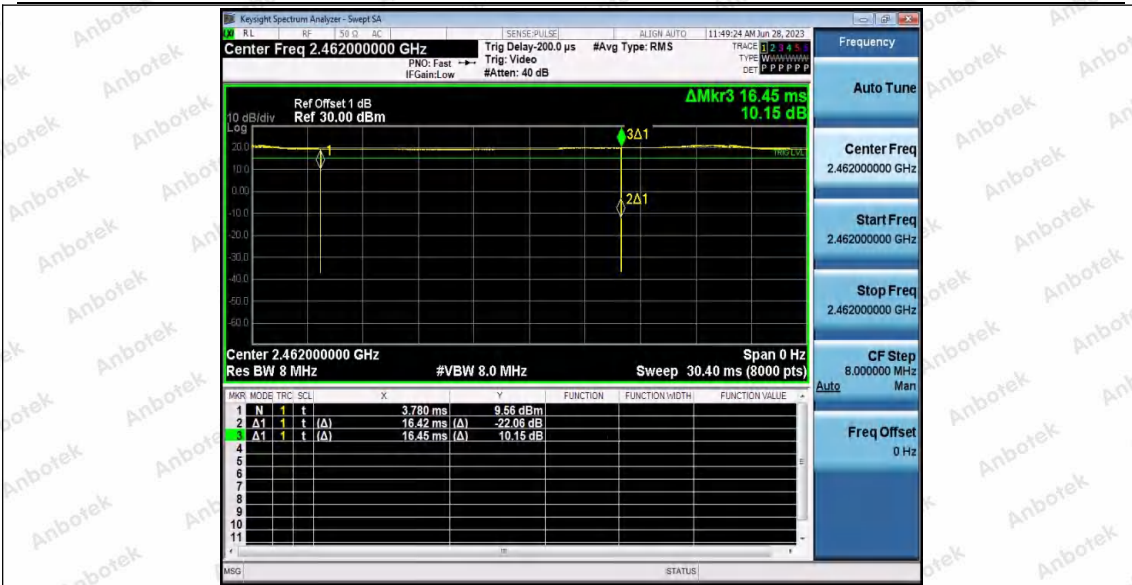 Keysight Spectrum Analyzer - Swept SA
RL RF 50 Ω AC SENSE:PULSE ALIGN AUTO 11:49:24 AM Jun 28, 2023
Center Freq 2.462000000 GHz
PNO: Fast
IFGain:Low
Trig Delay-200.0 µs
Trig: Video
#Atten: 40 dB
#Avg Type: RMS
TRACE 1 2 3 4 5 6
TYPE WWWWWW
DET P P P P P P
ΔMkr3 16.45 ms
10.15 dB
Ref Offset 1 dB
10 dB/div Ref 30.00 dBm
Log
20.0
10.0
0.00
-10.0
-20.0
-30.0
-40.0
-50.0
-60.0
1
3Δ1
TRIG LVL
2Δ1
Center 2.462000000 GHz Span 0 Hz
Res BW 8 MHz #VBW 8.0 MHz Sweep 30.40 ms (8000 pts)
MKR MODE TRC SCL X Y FUNCTION FUNCTION WIDTH FUNCTION VALUE
1 N 1 t 3.780 ms 9.56 dBm
2 Δ1 1 t (Δ) 16.42 ms (Δ) -22.06 dB
3 Δ1 1 t (Δ) 16.45 ms (Δ) 10.15 dB
4
5
6
7
8
9
10
11
MSG STATUS
Frequency
Auto Tune
Center Freq
2.462000000 GHz
Start Freq
2.462000000 GHz
Stop Freq
2.462000000 GHz
CF Step
8.000000 MHz
Auto Man
Freq Offset
0 Hz
Anbotek